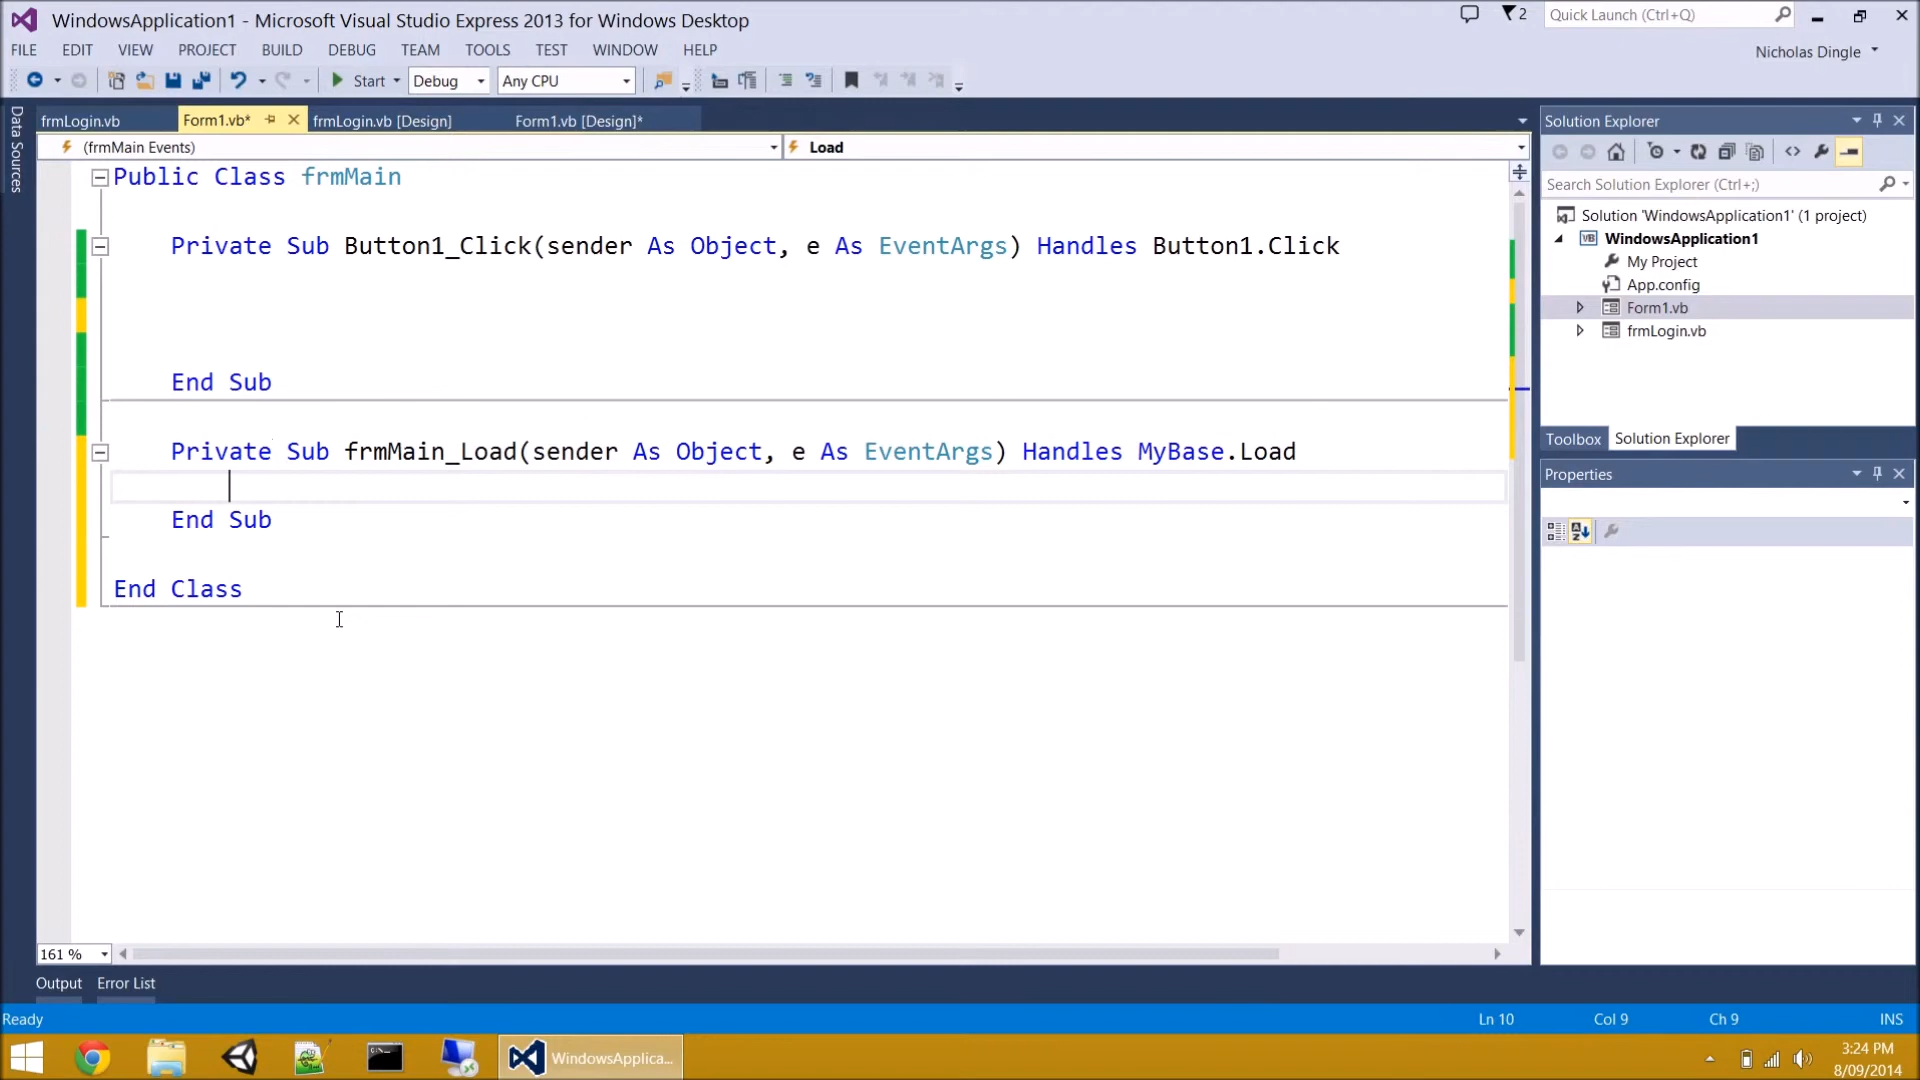 WindowsApplication1 - Microsoft Visual Studio Express 2013 for Windows Desktop
2
Quick Launch (Ctrl+Q)
FILE EDIT VIEW PROJECT BUILD DEBUG TEAM TOOLS TEST WINDOW HELP
Nicholas Dingle
Start Debug Any CPU
Data Sources
frmLogin.vb Form1.vb* frmLogin.vb [Design] Form1.vb [Design]*
(frmMain Events) Load
Public Class frmMain
Private Sub Button1_Click(sender As Object, e As EventArgs) Handles Button1.Click
End Sub
Private Sub frmMain_Load(sender As Object, e As EventArgs) Handles MyBase.Load
End Sub
End Class
161 %
Solution Explorer
Search Solution Explorer (Ctrl+;)
Solution 'WindowsApplication1' (1 project)
VB WindowsApplication1
My Project
App.config
Form1.vb
frmLogin.vb
Toolbox Solution Explorer
Properties
Output Error List
Ready Ln 10 Col 9 Ch 9 INS
WindowsApplica...
3:24 PM
8/09/2014